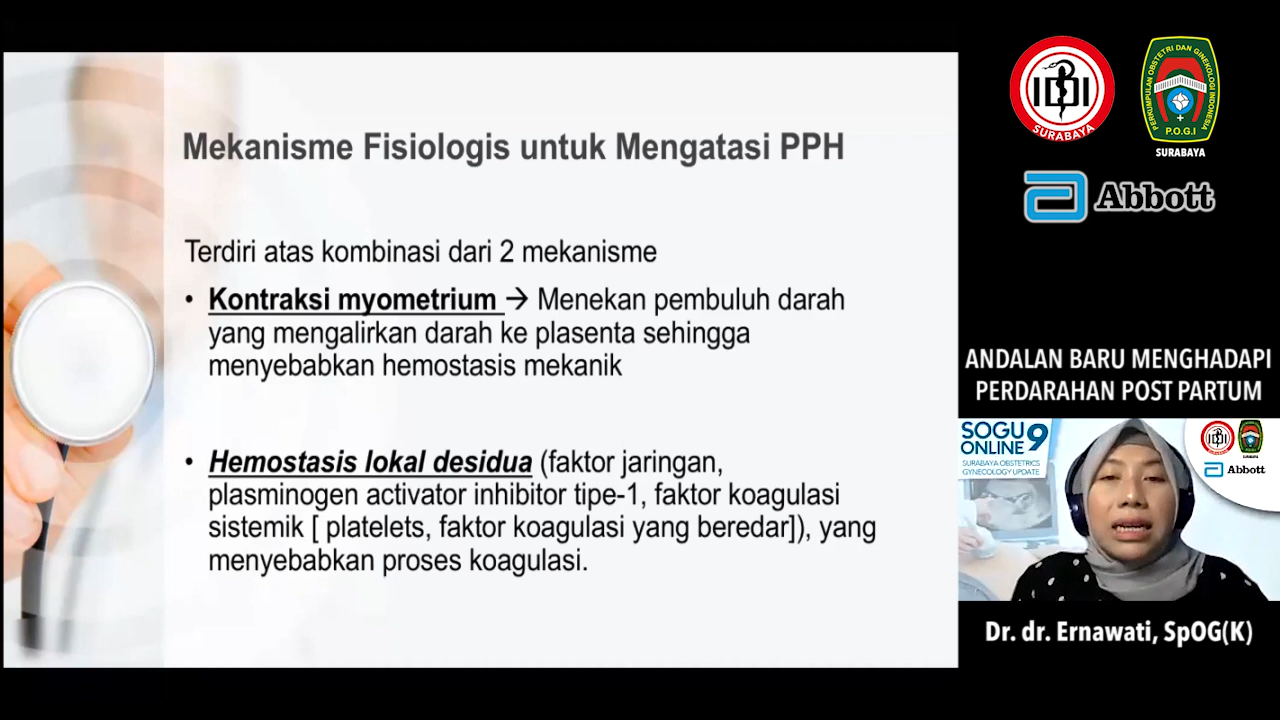 Mekanisme Fisiologis untuk Mengatasi PPH
Terdiri atas kombinasi dari 2 mekanisme
• Kontraksi myometrium → Menekan pembuluh darah
yang mengalirkan darah ke plasenta sehingga
menyebabkan hemostasis mekanik
• Hemostasis lokal desidua (faktor jaringan,
plasminogen activator inhibitor tipe-1, faktor koagulasi
sistemik [ platelets, faktor koagulasi yang beredar]), yang
menyebabkan proses koagulasi.
IDI
SURABAYA
PERKUMPULAN OBSTETRI DAN GINEKOLOGI INDONESIA
P.O.G.I
SURABAYA
Abbott
ANDALAN BARU MENGHADAPI
PERDARAHAN POST PARTUM
SOGU 9
ONLINE
SURABAYA OBSTETRICS
GYNECOLOGY UPDATE
IDI
Abbott
Dr. dr. Ernawati, SpOG(K)